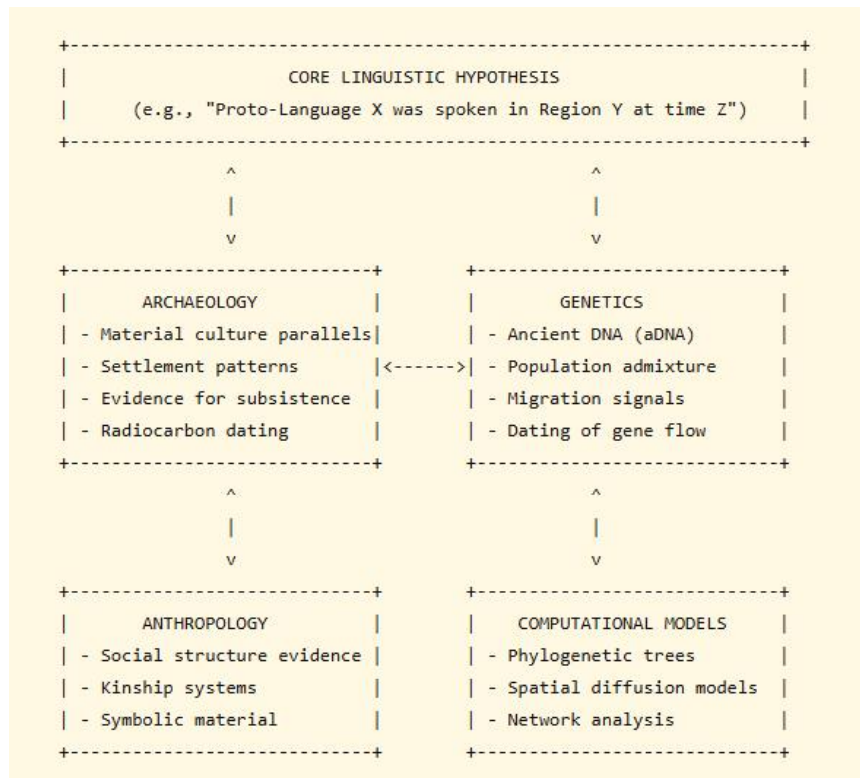 CORE LINGUISTIC HYPOTHESIS
(e.g., "Proto-Language X was spoken in Region Y at time Z")
ARCHAEOLOGY
- Material culture parallels
- Settlement patterns
- Evidence for subsistence
- Radiocarbon dating
GENETICS
- Ancient DNA (aDNA)
- Population admixture
- Migration signals
- Dating of gene flow
ANTHROPOLOGY
- Social structure evidence
- Kinship systems
- Symbolic material
COMPUTATIONAL MODELS
- Phylogenetic trees
- Spatial diffusion models
- Network analysis